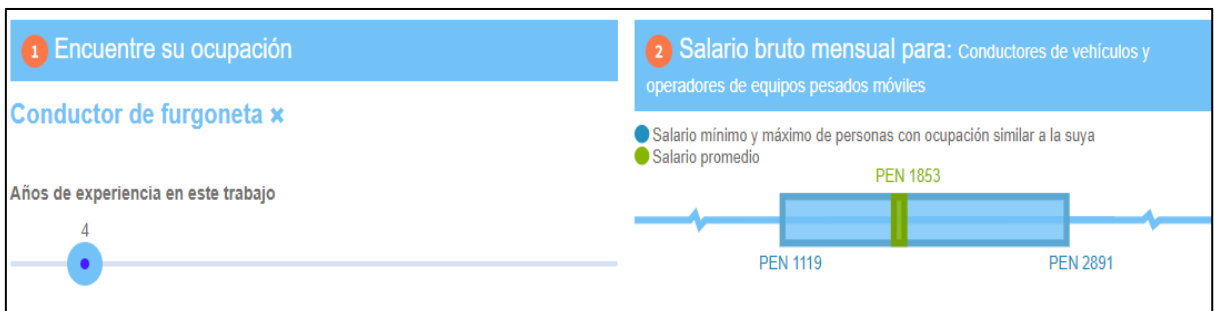 1 Encuentre su ocupación
Conductor de furgoneta ×
Años de experiencia en este trabajo
4
2 Salario bruto mensual para: Conductores de vehículos y
operadores de equipos pesados móviles
Salario mínimo y máximo de personas con ocupación similar a la suya
Salario promedio
PEN 1853
PEN 1119
PEN 2891